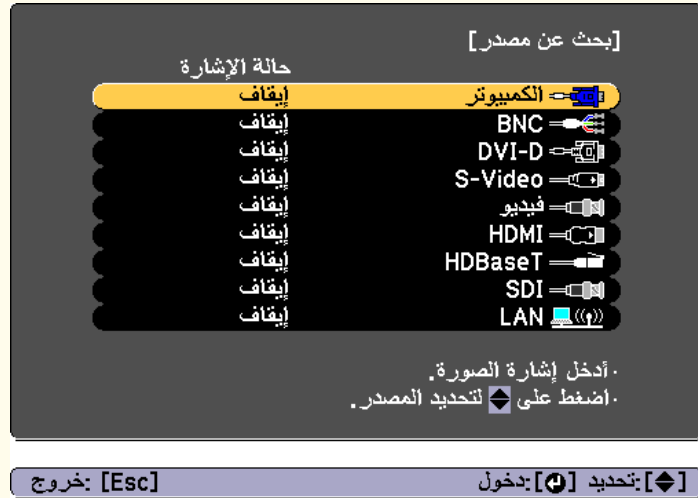 [بحث عن مصدر]
حالة الإشارة
الكمبيوتر إيقاف
BNC إيقاف
DVI-D إيقاف
S-Video إيقاف
فيديو إيقاف
HDMI إيقاف
HDBaseT إيقاف
SDI إيقاف
LAN إيقاف
·أدخل إشارة الصورة.
·اضغط على لتحديد المصدر.
[]:تحديد []:دخول [Esc] :خروج